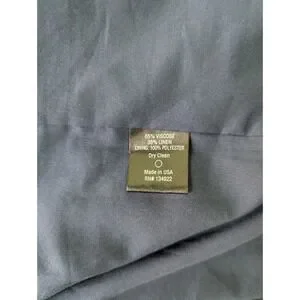 65% VISCOSE
35% LINEN
LINING: 100% POLYESTER
Dry Clean
Made in USA
RN# 134922